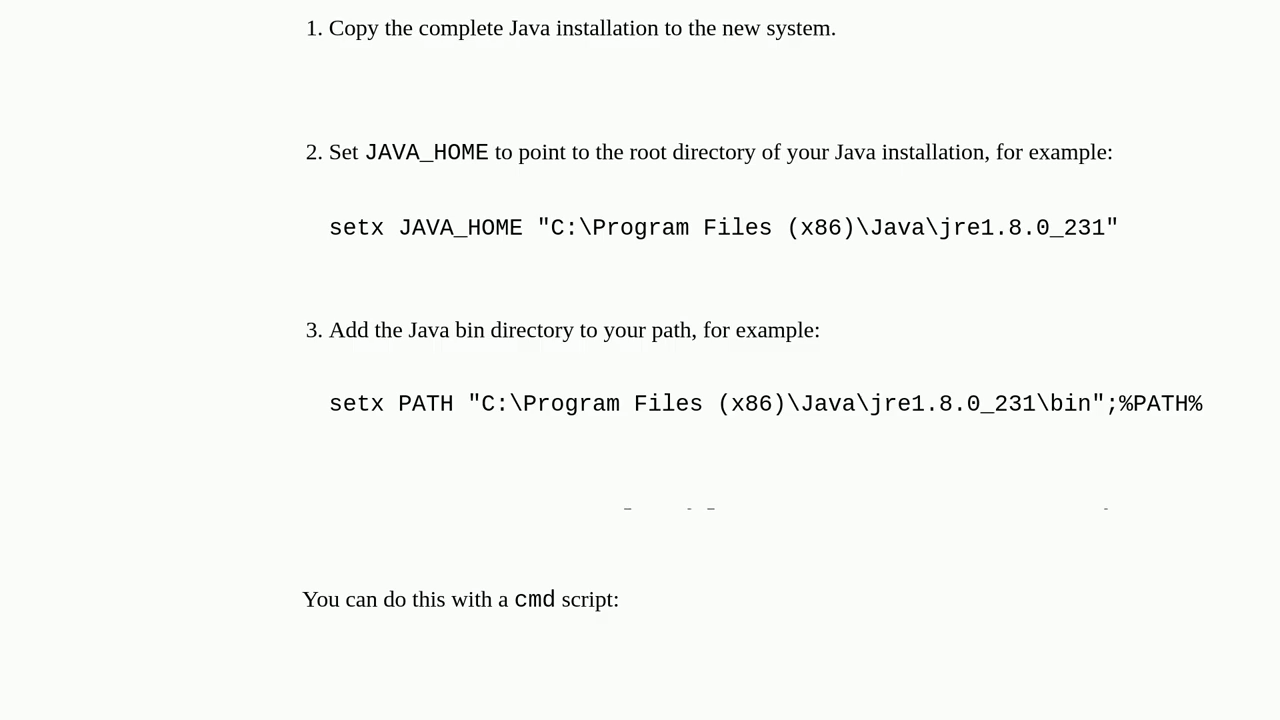 1. Copy the complete Java installation to the new system.
2. Set JAVA_HOME to point to the root directory of your Java installation, for example:
setx JAVA_HOME "C:\Program Files (x86)\Java\jre1.8.0_231"
3. Add the Java bin directory to your path, for example:
setx PATH "C:\Program Files (x86)\Java\jre1.8.0_231\bin";%PATH%
You can do this with a cmd script: